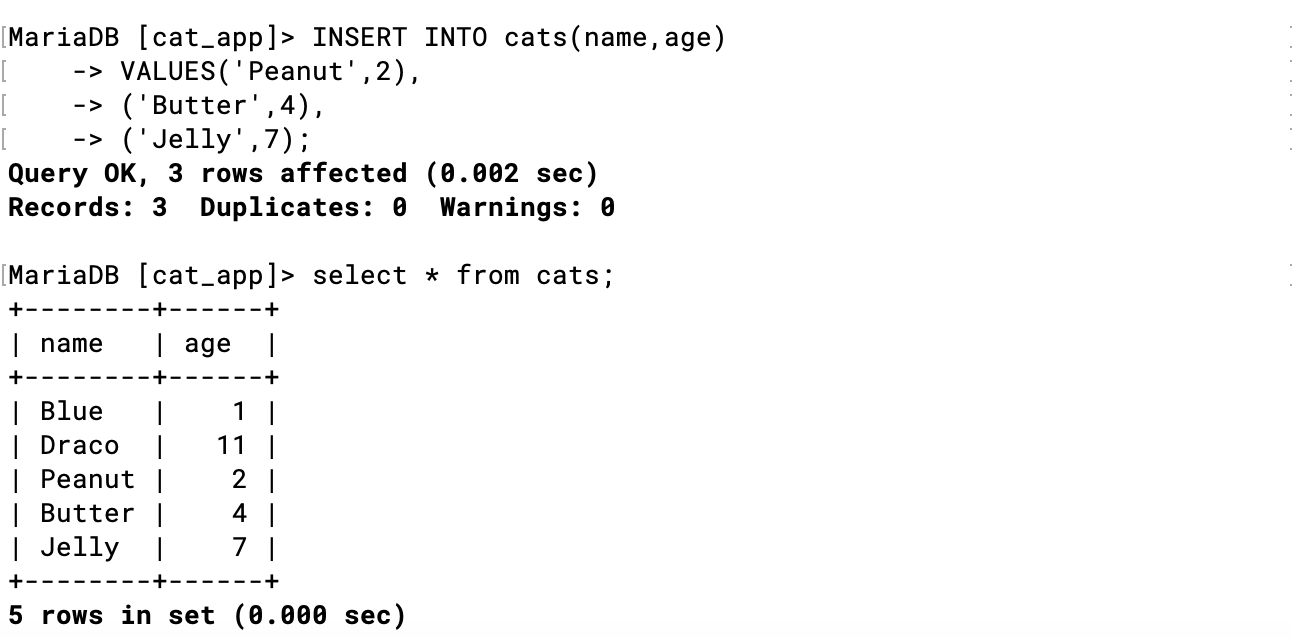 [MariaDB [cat_app]> INSERT INTO cats(name,age)
[    -> VALUES('Peanut',2),
[    -> ('Butter',4),
[    -> ('Jelly',7);
Query OK, 3 rows affected (0.002 sec)
Records: 3  Duplicates: 0  Warnings: 0

[MariaDB [cat_app]> select * from cats;
+--------+------+
| name   | age  |
+--------+------+
| Blue   |    1 |
| Draco  |   11 |
| Peanut |    2 |
| Butter |    4 |
| Jelly  |    7 |
+--------+------+
5 rows in set (0.000 sec)